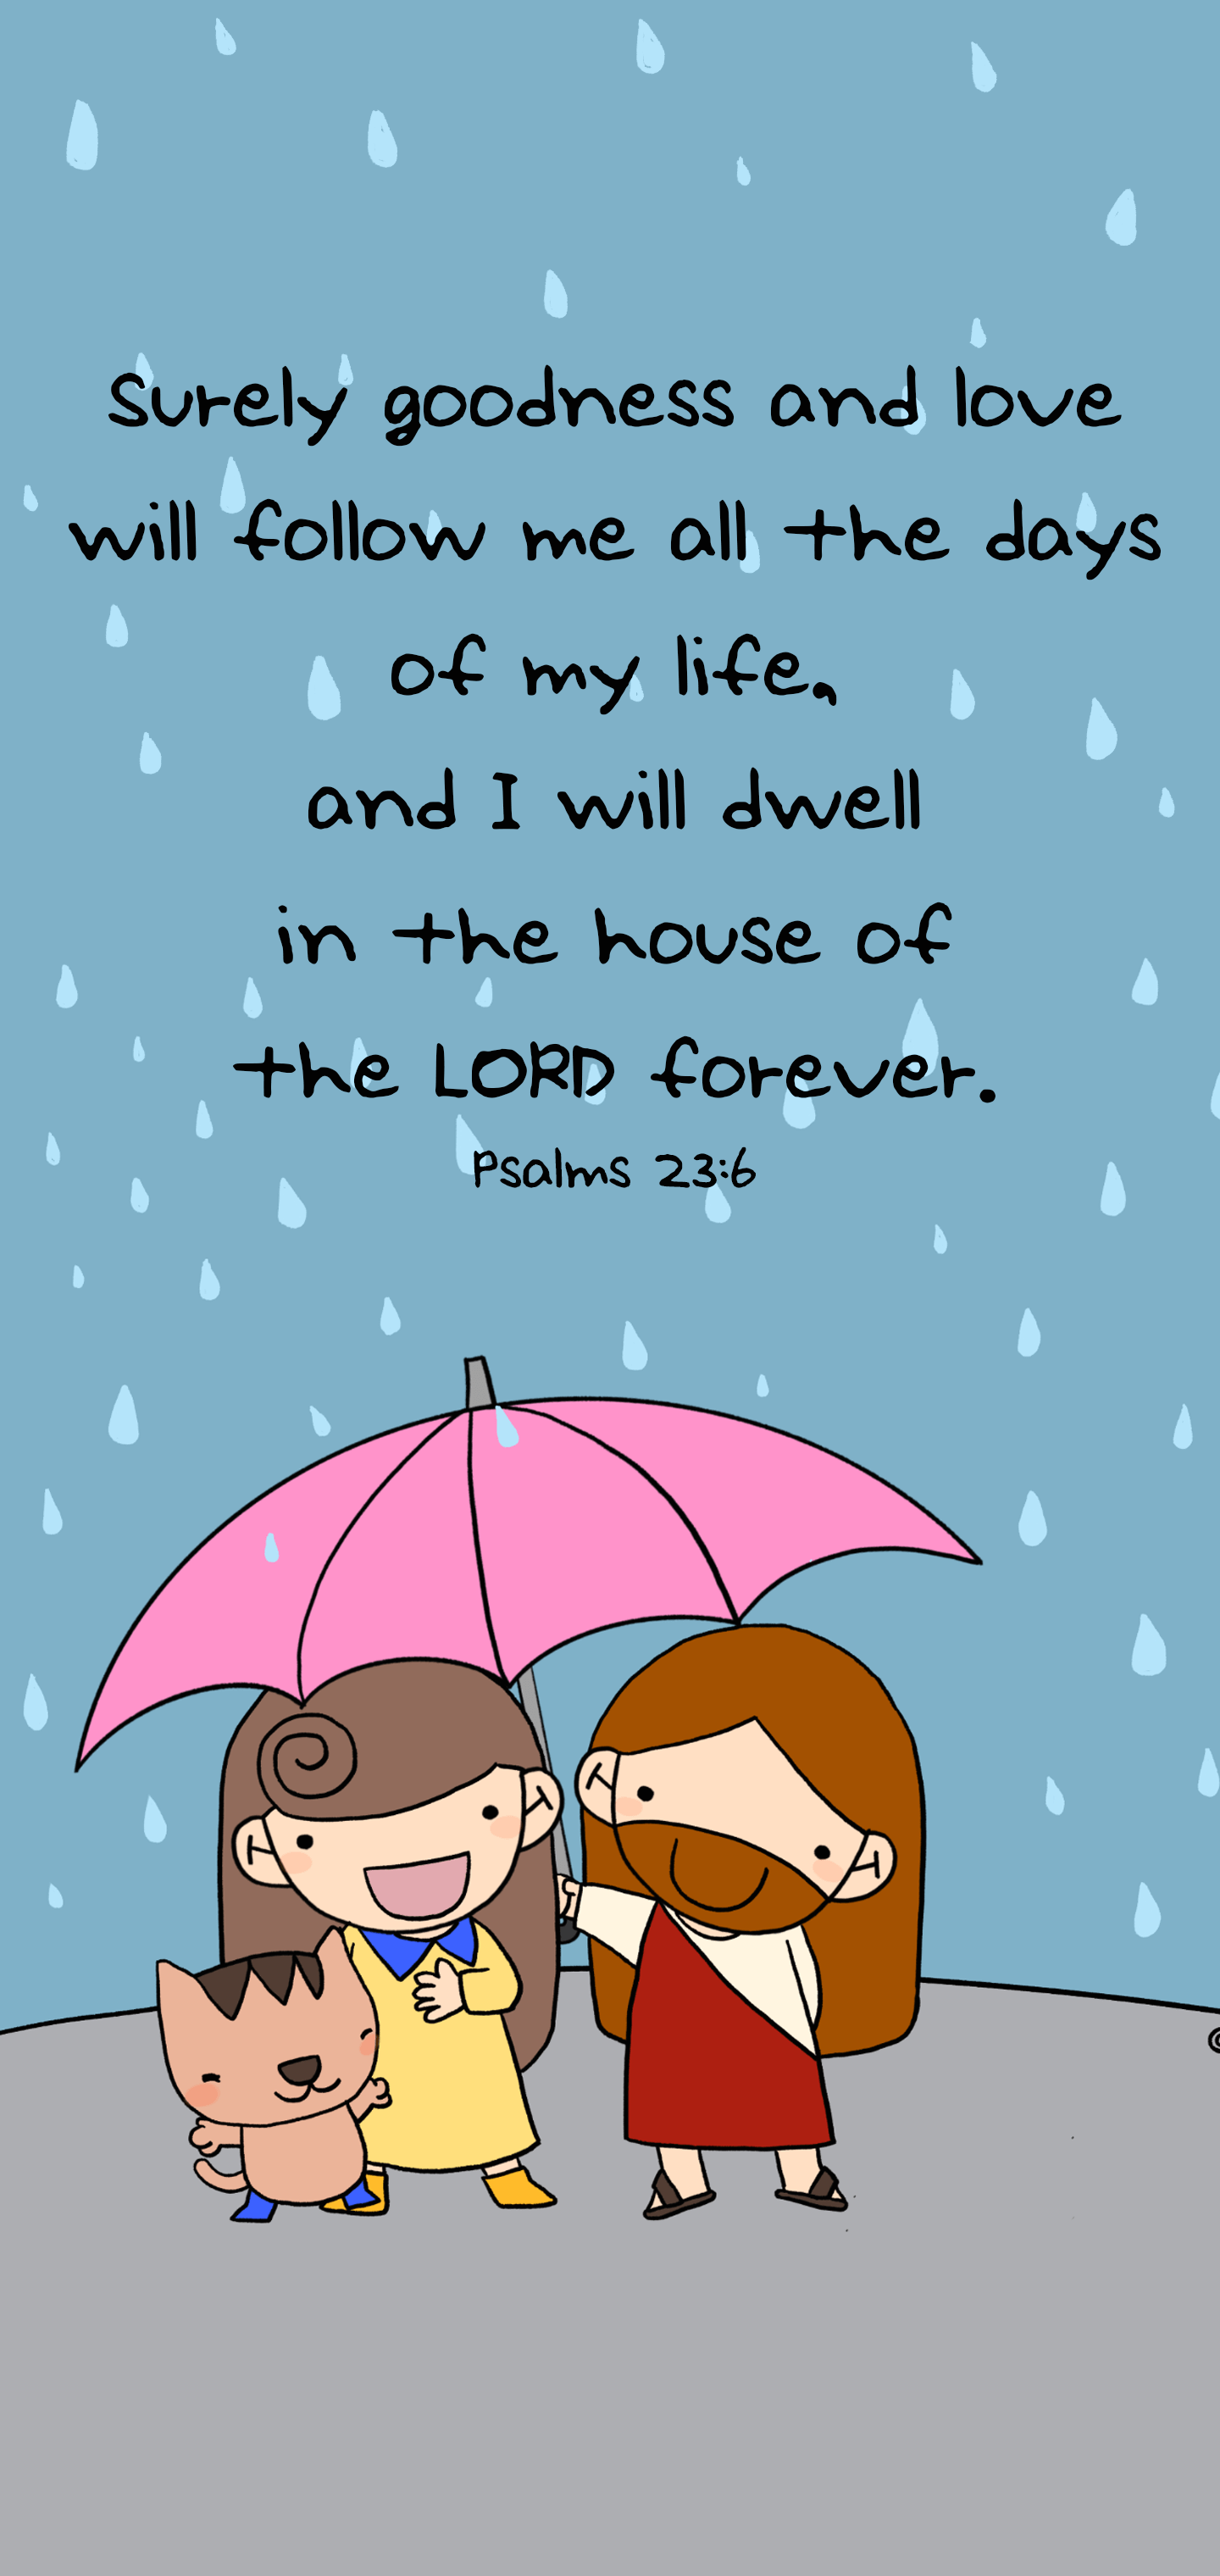 Surely goodness and love
will follow me all the days
of my life,
and I will dwell
in the house of
the LORD forever.
Psalms 23:6